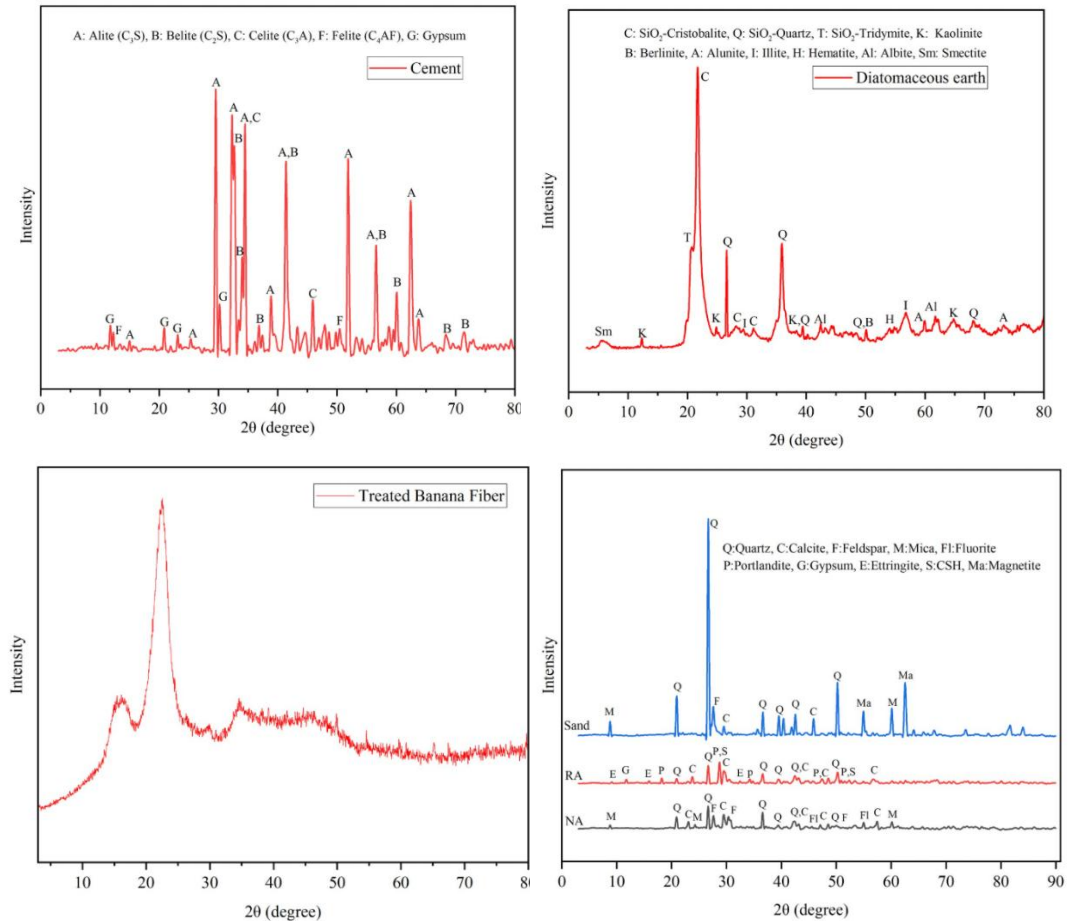 A: Alite (C₃S), B: Belite (C₂S), C: Celite (C₃A), F: Felite (C₄AF), G: Gypsum
Cement
A
A
B
A,C
A,B
A
A
A,B
B
G
B
A
C
F
B
A
B
B
G
F
A
G
G
A
Intensity
0 10 20 30 40 50 60 70 80
2θ (degree)
C: SiO₂-Cristobalite, Q: SiO₂-Quartz, T: SiO₂-Tridymite, K: Kaolinite
B: Berlinite, A: Alunite, I: Illite, H: Hematite, Al: Albite, Sm: Smectite
Diatomaceous earth
C
T
Q
Q
Sm
K
K
C
I
C
K,Q
Al
Q,B
H
I
A
Al
K
Q
A
Intensity
0 10 20 30 40 50 60 70 80
2θ (degree)
Treated Banana Fiber
Intensity
20 30 40 50 60 70 80
2θ (degree)
Q:Quartz, C:Calcite, F:Feldspar, M:Mica, Fl:Fluorite
P:Portlandite, G:Gypsum, E:Ettringite, S:CSH, Ma:Magnetite
Intensity
Sand
M Q Q F C Q Q Q C Q Ma M Ma
RA
E G E P Q C Q P,S C E p Q Q Q,C P,C Q P,S C
NA
M Q C M Q F C F Q Q Q,C Fl C Q F Fl C M
0 10 20 30 40 50 60 70 80 90
2θ (degree)